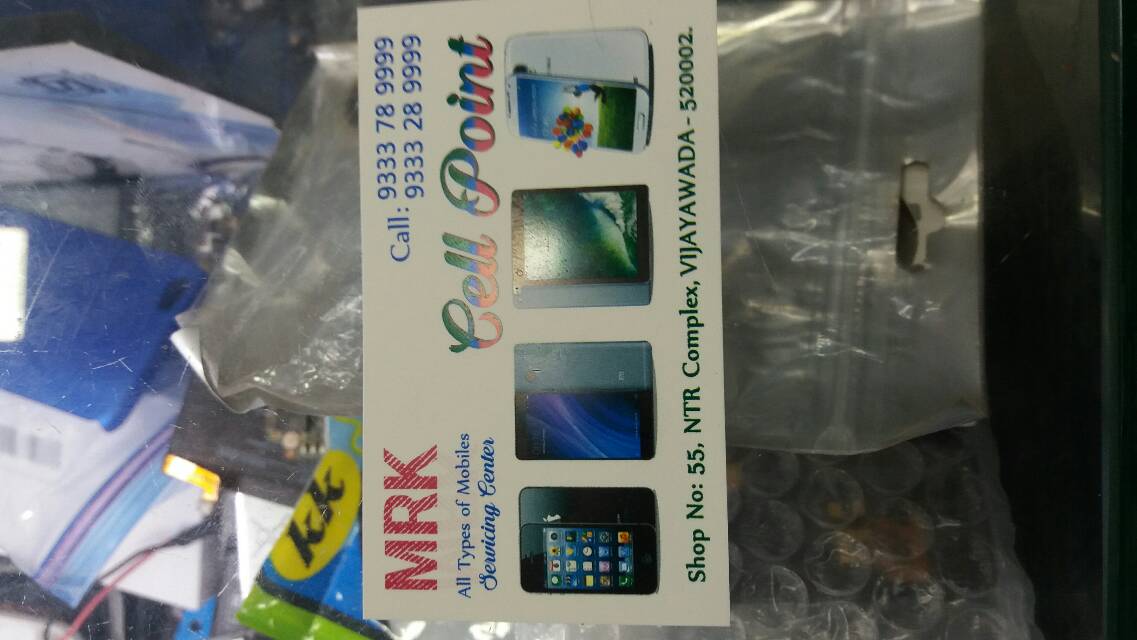 MRK
All Types of Mobiles
Servicing Center
Call: 9333 78 9999
9333 28 9999
Cell Point
Shop No: 55, NTR Complex, VIJAYAWADA - 520002.
kk